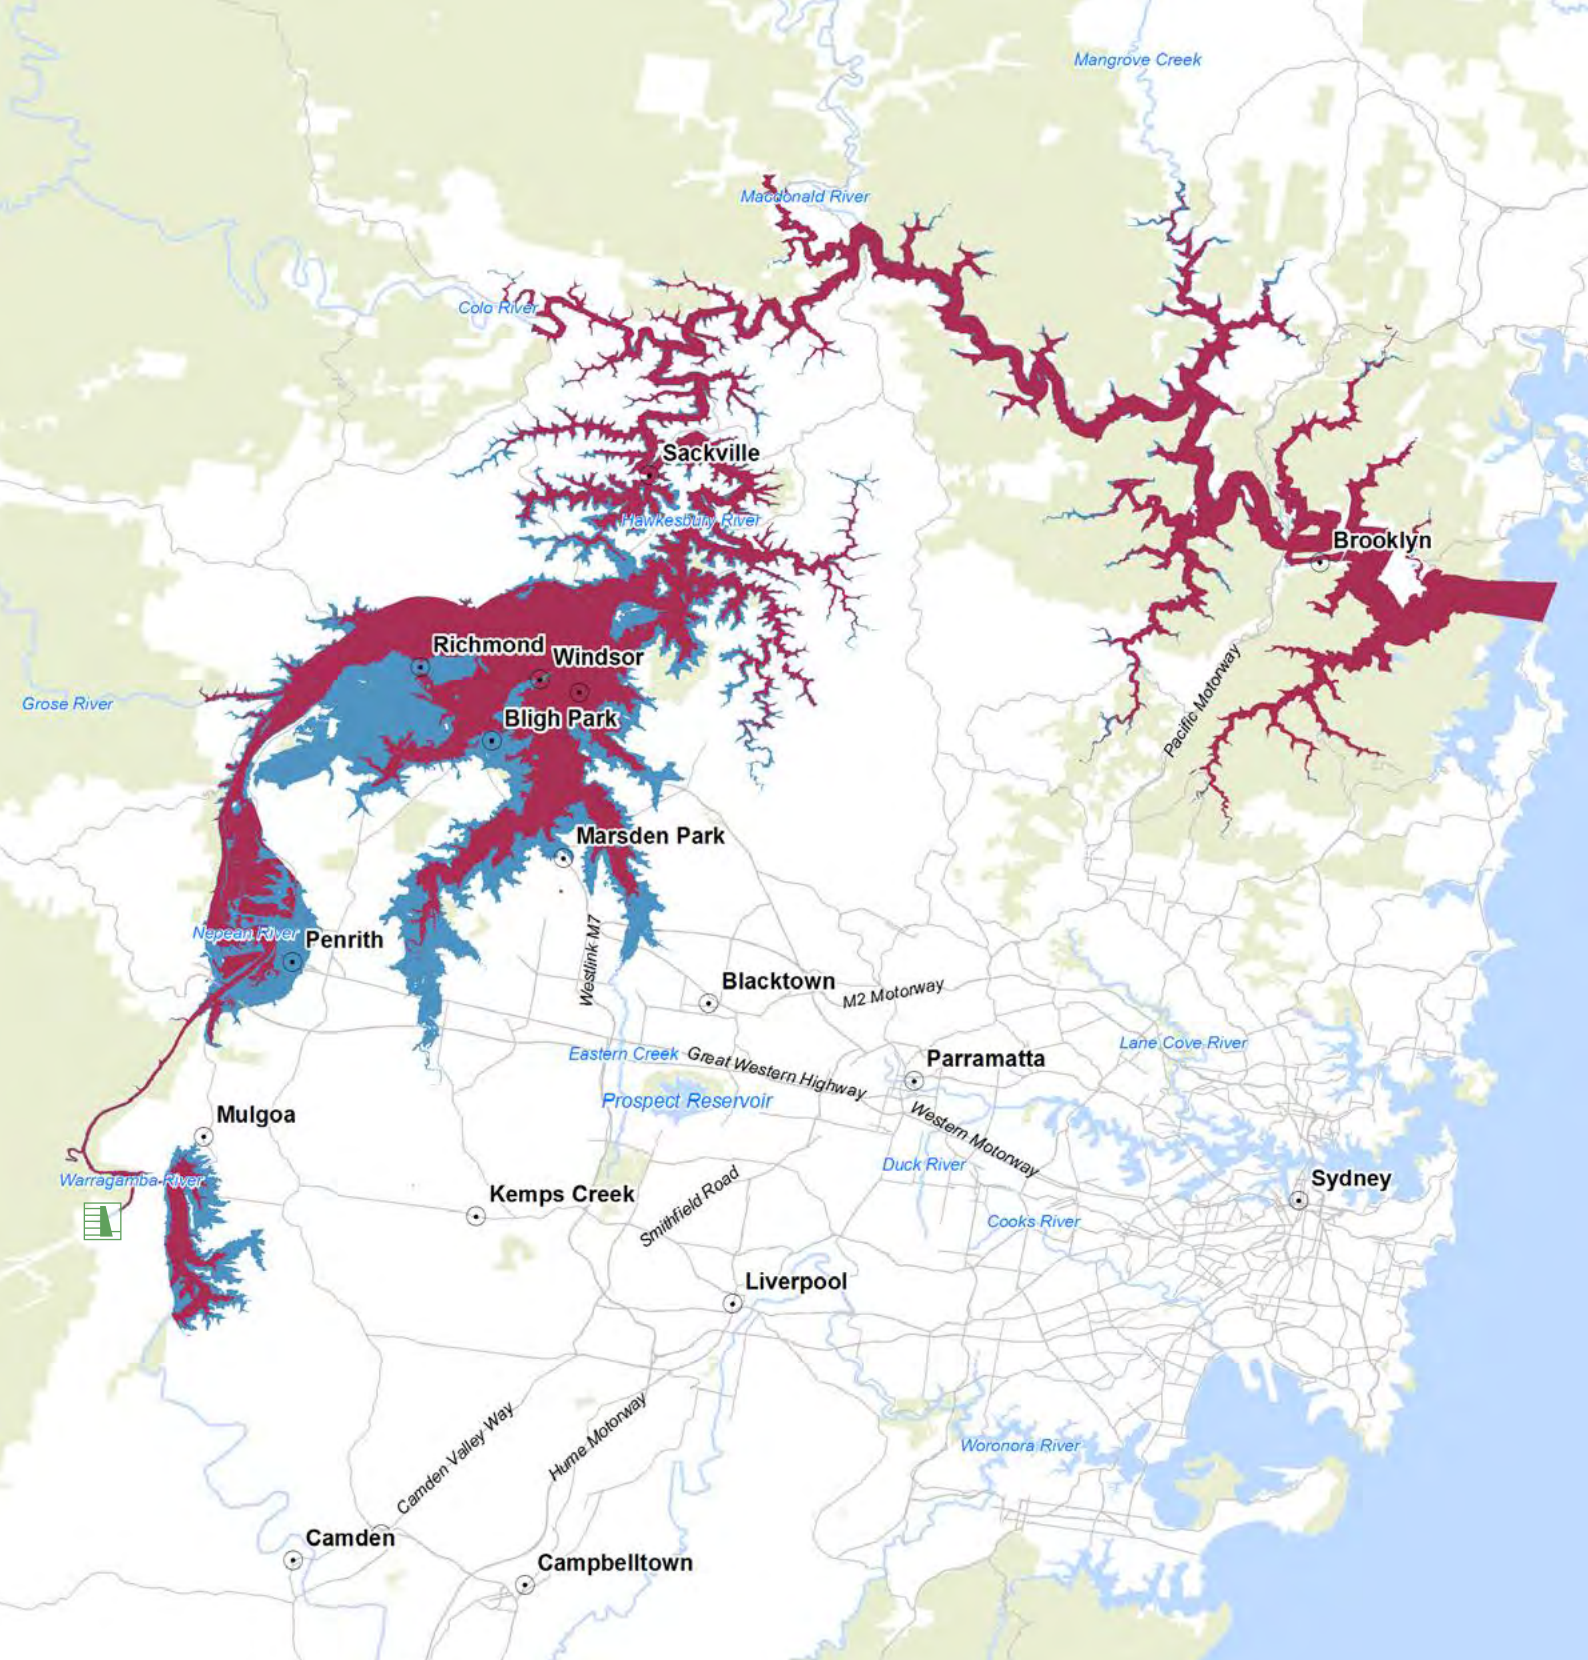 Mangrove Creek
Macdonald River
Colo River
Sackville
Hawkesbury River
Brooklyn
Richmond
Windsor
Grose River
Bligh Park
Pacific Motorway
Marsden Park
Nepean River
Penrith
Westlink M7
Blacktown
M2 Motorway
Lane Cove River
Eastern Creek
Great Western Highway
Parramatta
Prospect Reservoir
Mulgoa
Western Motorway
Duck River
Warragamba River
Sydney
Kemps Creek
Smithfield Road
Cooks River
Liverpool
Camden Valley Way
Hume Motorway
Woronora River
Camden
Campbelltown